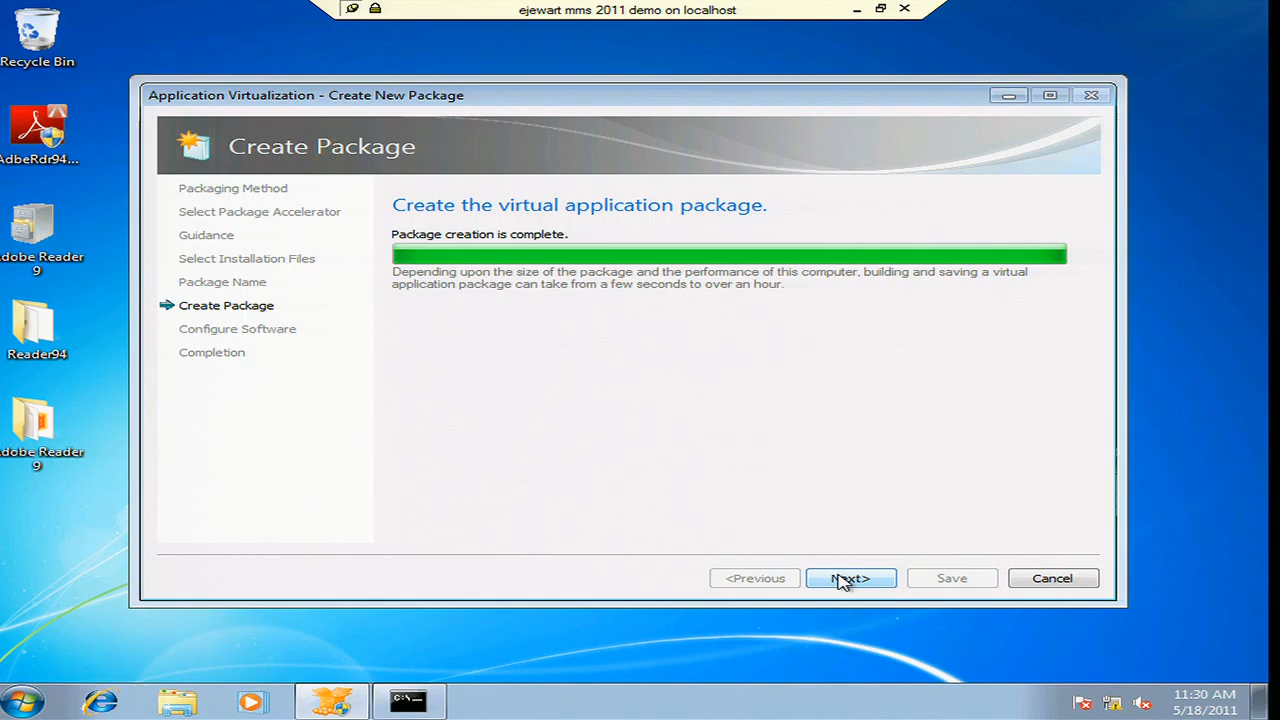 ejewart mms 2011 demo on localhost
Recycle Bin
AdbeRdr94...
Adobe Reader
9
Reader94
Adobe Reader
9
Application Virtualization - Create New Package
Create Package
Packaging Method
Select Package Accelerator
Guidance
Select Installation Files
Package Name
Create Package
Configure Software
Completion
Create the virtual application package.
Package creation is complete.
Depending upon the size of the package and the performance of this computer, building and saving a virtual
application package can take from a few seconds to over an hour.
<Previous
Next>
Save
Cancel
C:\
11:30 AM
5/18/2011